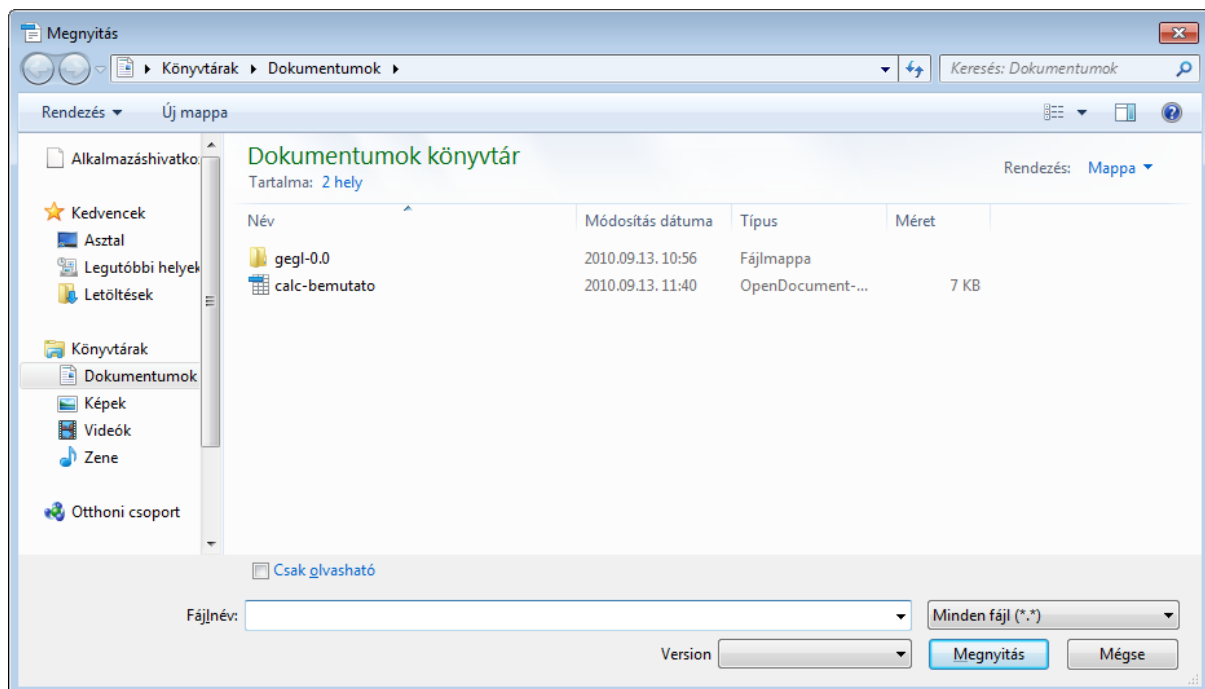 Megnyitás
Könyvtárak Dokumentumok
Keresés: Dokumentumok
Rendezés Új mappa
Alkalmazáshivatko
Kedvencek
Asztal
Legutóbbi helyek
Letöltések
Könyvtárak
Dokumentumok
Képek
Videók
Zene
Otthoni csoport
Dokumentumok könyvtár
Tartalma: 2 hely
Rendezés: Mappa
Név Módosítás dátuma Típus Méret
gegl-0.0 2010.09.13. 10:56 Fájlmappa
calc-bemutato 2010.09.13. 11:40 OpenDocument-... 7 KB
Csak olvasható
Fájlnév: Minden fájl (*.*)
Version Megnyitás Mégse